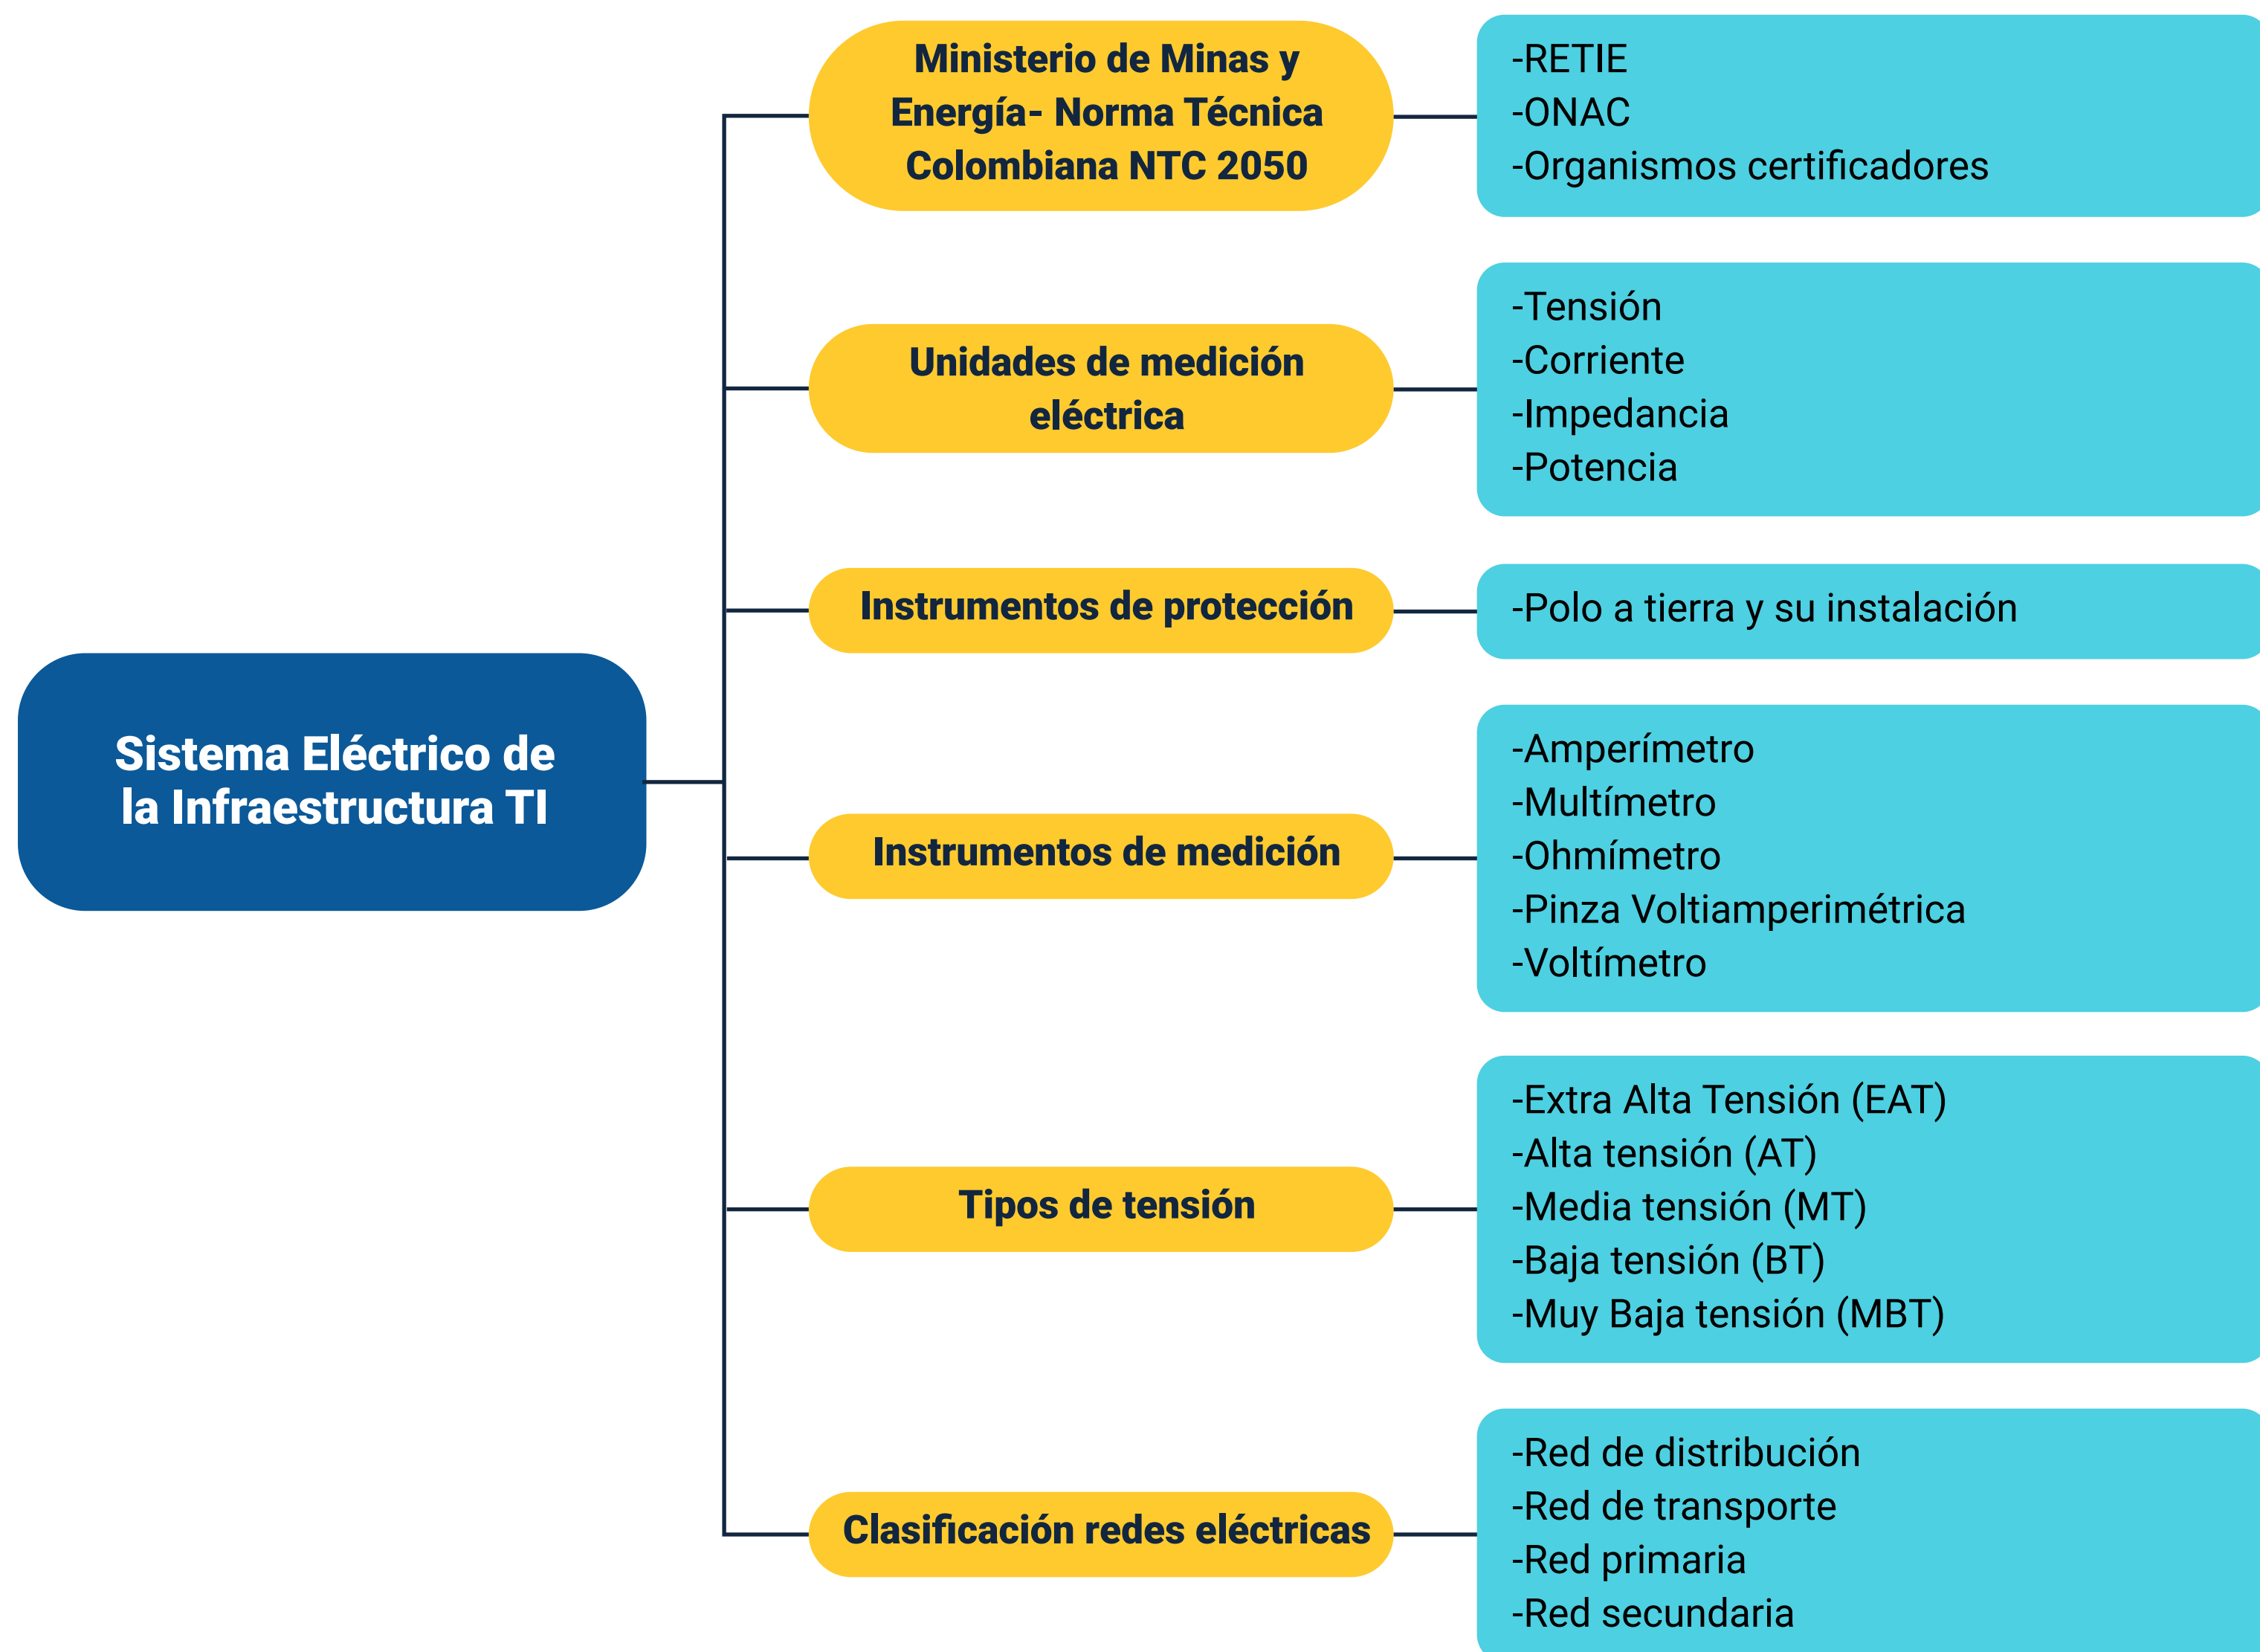 Sistema Eléctrico de
la Infraestructura TI
Ministerio de Minas y
Energía- Norma Técnica
Colombiana NTC 2050
-RETIE
-ONAC
-Organismos certificadores
Unidades de medición
eléctrica
-Tensión
-Corriente
-Impedancia
-Potencia
Instrumentos de protección
-Polo a tierra y su instalación
Instrumentos de medición
-Amperímetro
-Multímetro
-Ohmímetro
-Pinza Voltiamperimétrica
-Voltímetro
Tipos de tensión
-Extra Alta Tensión (EAT)
-Alta tensión (AT)
-Media tensión (MT)
-Baja tensión (BT)
-Muy Baja tensión (MBT)
Clasificación redes eléctricas
-Red de distribución
-Red de transporte
-Red primaria
-Red secundaria